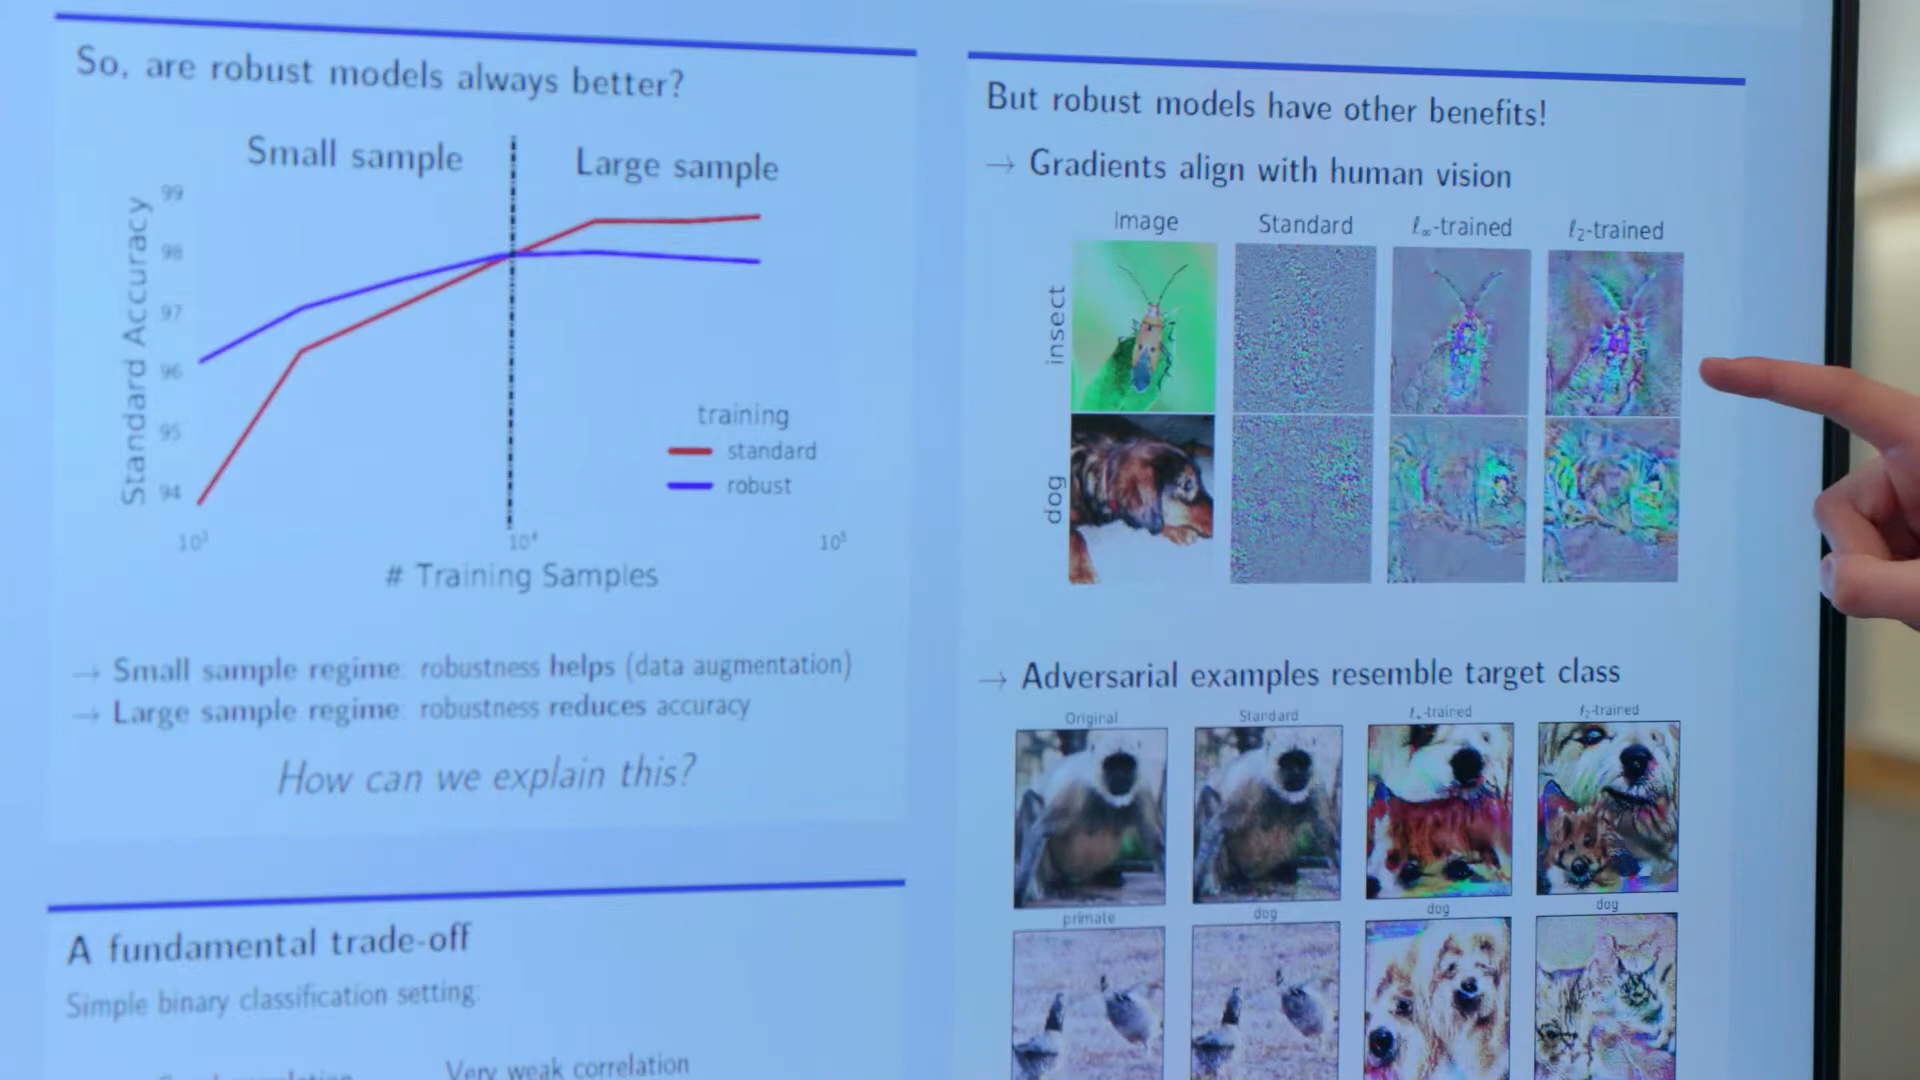 So, are robust models always better?
Small sample
Large sample
Standard Accuracy
99
98
97
96
95
94
training
standard
robust
10³
10⁴
10⁵
# Training Samples
→ Small sample regime: robustness helps (data augmentation)
→ Large sample regime: robustness reduces accuracy
How can we explain this?
A fundamental trade-off
Simple binary classification setting:
Very weak correlation
But robust models have other benefits!
→ Gradients align with human vision
Image Standard ℓ∞-trained ℓ2-trained
insect
dog
→ Adversarial examples resemble target class
Original Standard ℓ∞-trained ℓ2-trained
primate dog dog dog